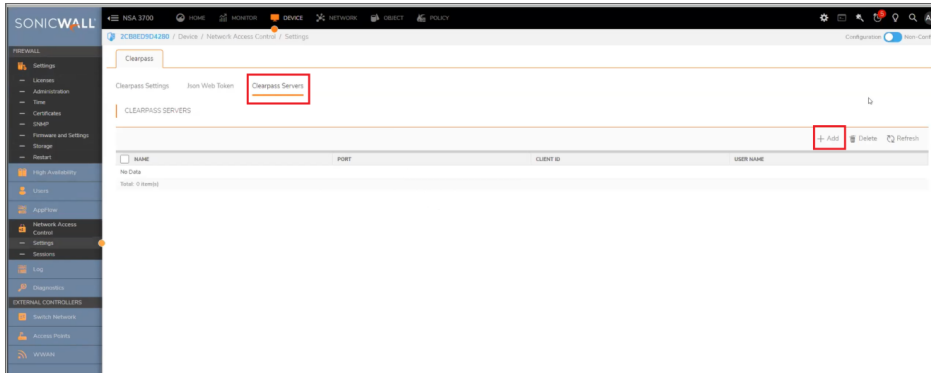 SONICWALL
NSA 3700
HOME
MONITOR
DEVICE
NETWORK
OBJECT
POLICY
2CB8ED9D42B0 / Device / Network Access Control / Settings
Configuration
Non-Conf
FIREWALL
Settings
Licenses
Administration
Time
Certificates
SNMP
Firmware and Settings
Storage
Restart
High Availability
Users
AppFlow
Network Access
Control
Settings
Sessions
Log
Diagnostics
EXTERNAL CONTROLLERS
Switch Network
Access Points
WWAN
Clearpass
Clearpass Settings
Json Web Token
Clearpass Servers
CLEARPASS SERVERS
+ Add
Delete
Refresh
NAME
PORT
CLIENT ID
USER NAME
No Data
Total: 0 item(s)